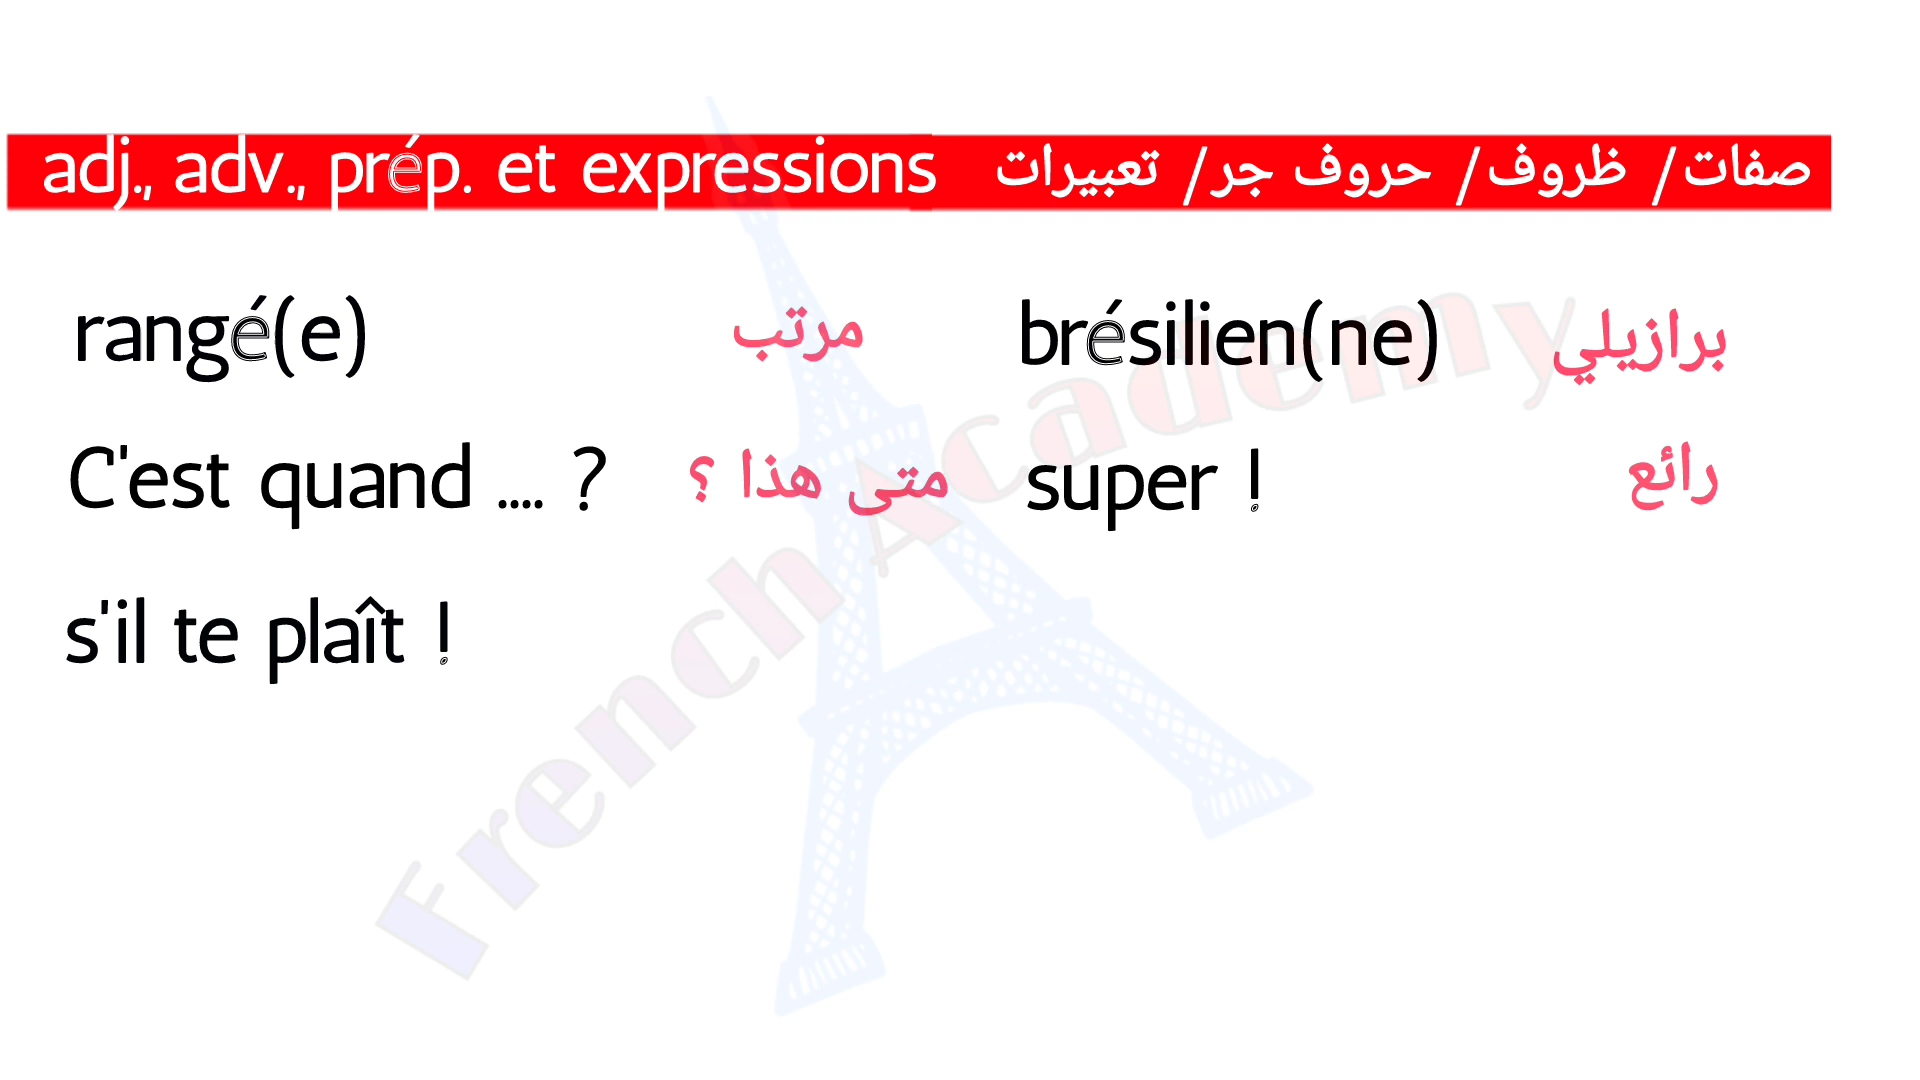 adj., adv., prép. et expressions صفات/ ظروف/ حروف جر/ تعبيرات
rangé(e) مرتب brésilien(ne) برازيلي
C'est quand .... ? متى هذا ؟ super ! رائع
s'il te plaît !
French Academy